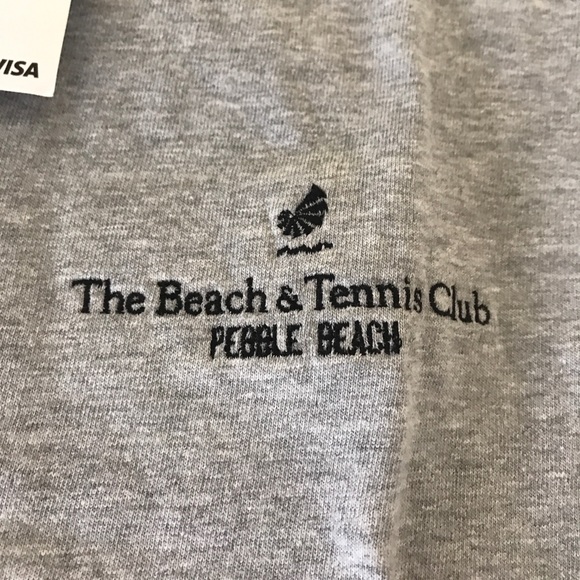 VISA
The Beach & Tennis Club
PEBBLE BEACH